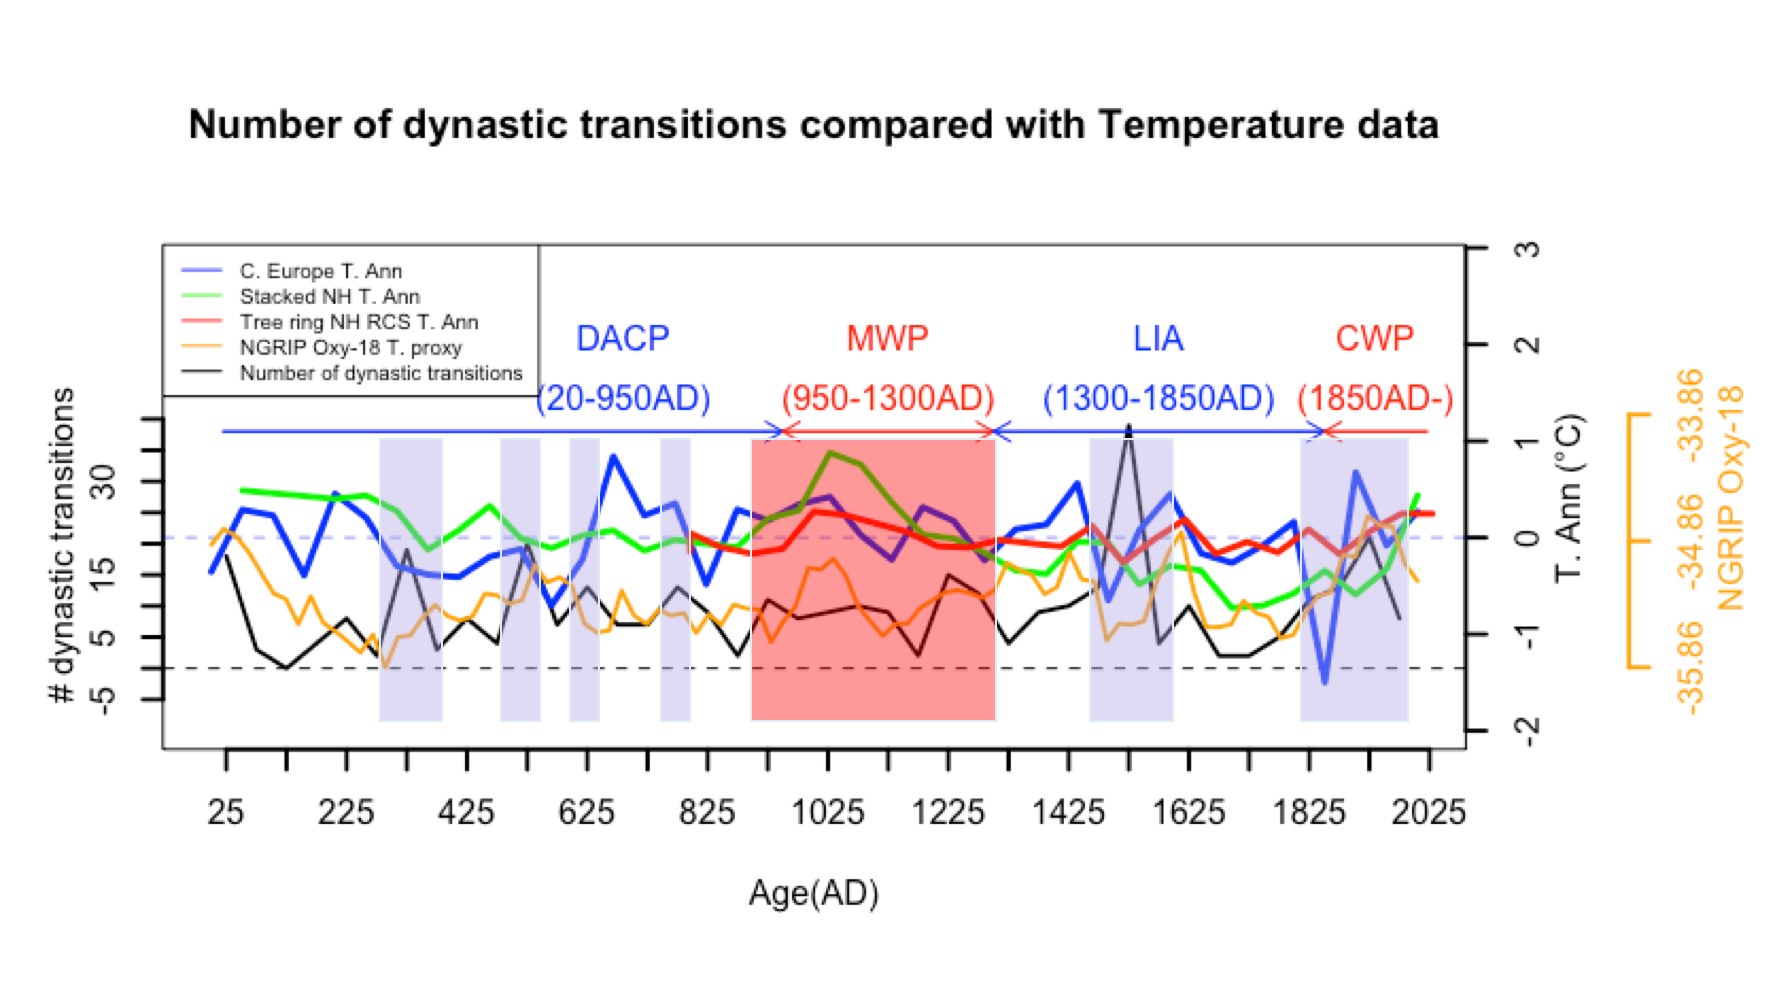 Number of dynastic transitions compared with Temperature data
C. Europe T. Ann
Stacked NH T. Ann
Tree ring NH RCS T. Ann
NGRIP Oxy-18 T. proxy
Number of dynastic transitions
DACP MWP LIA CWP
(20-950AD) (950-1300AD) (1300-1850AD) (1850AD-)
# dynastic transitions
-5 5 15 30
-2 -1 0 1 2 3
T. Ann (°C)
-35.86 -34.86 -33.86
NGRIP Oxy-18
25 225 425 625 825 1025 1225 1425 1625 1825 2025
Age(AD)